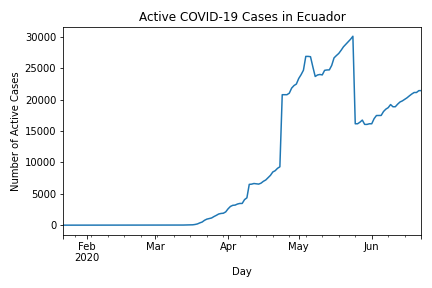 Active COVID-19 Cases in Ecuador
Number of Active Cases
30000
25000
20000
15000
10000
5000
0
Feb
2020
Mar
Apr
May
Jun
Day